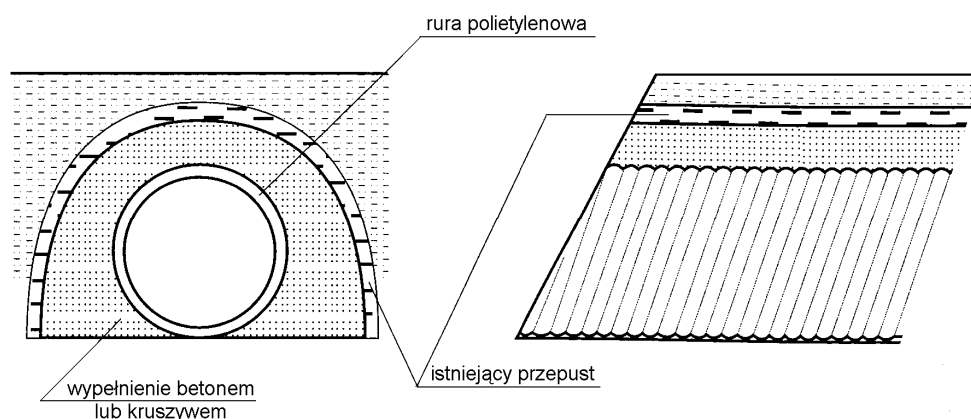 rura polietylenowa
istniejący przepust
wypełnienie betonem
lub kruszywem